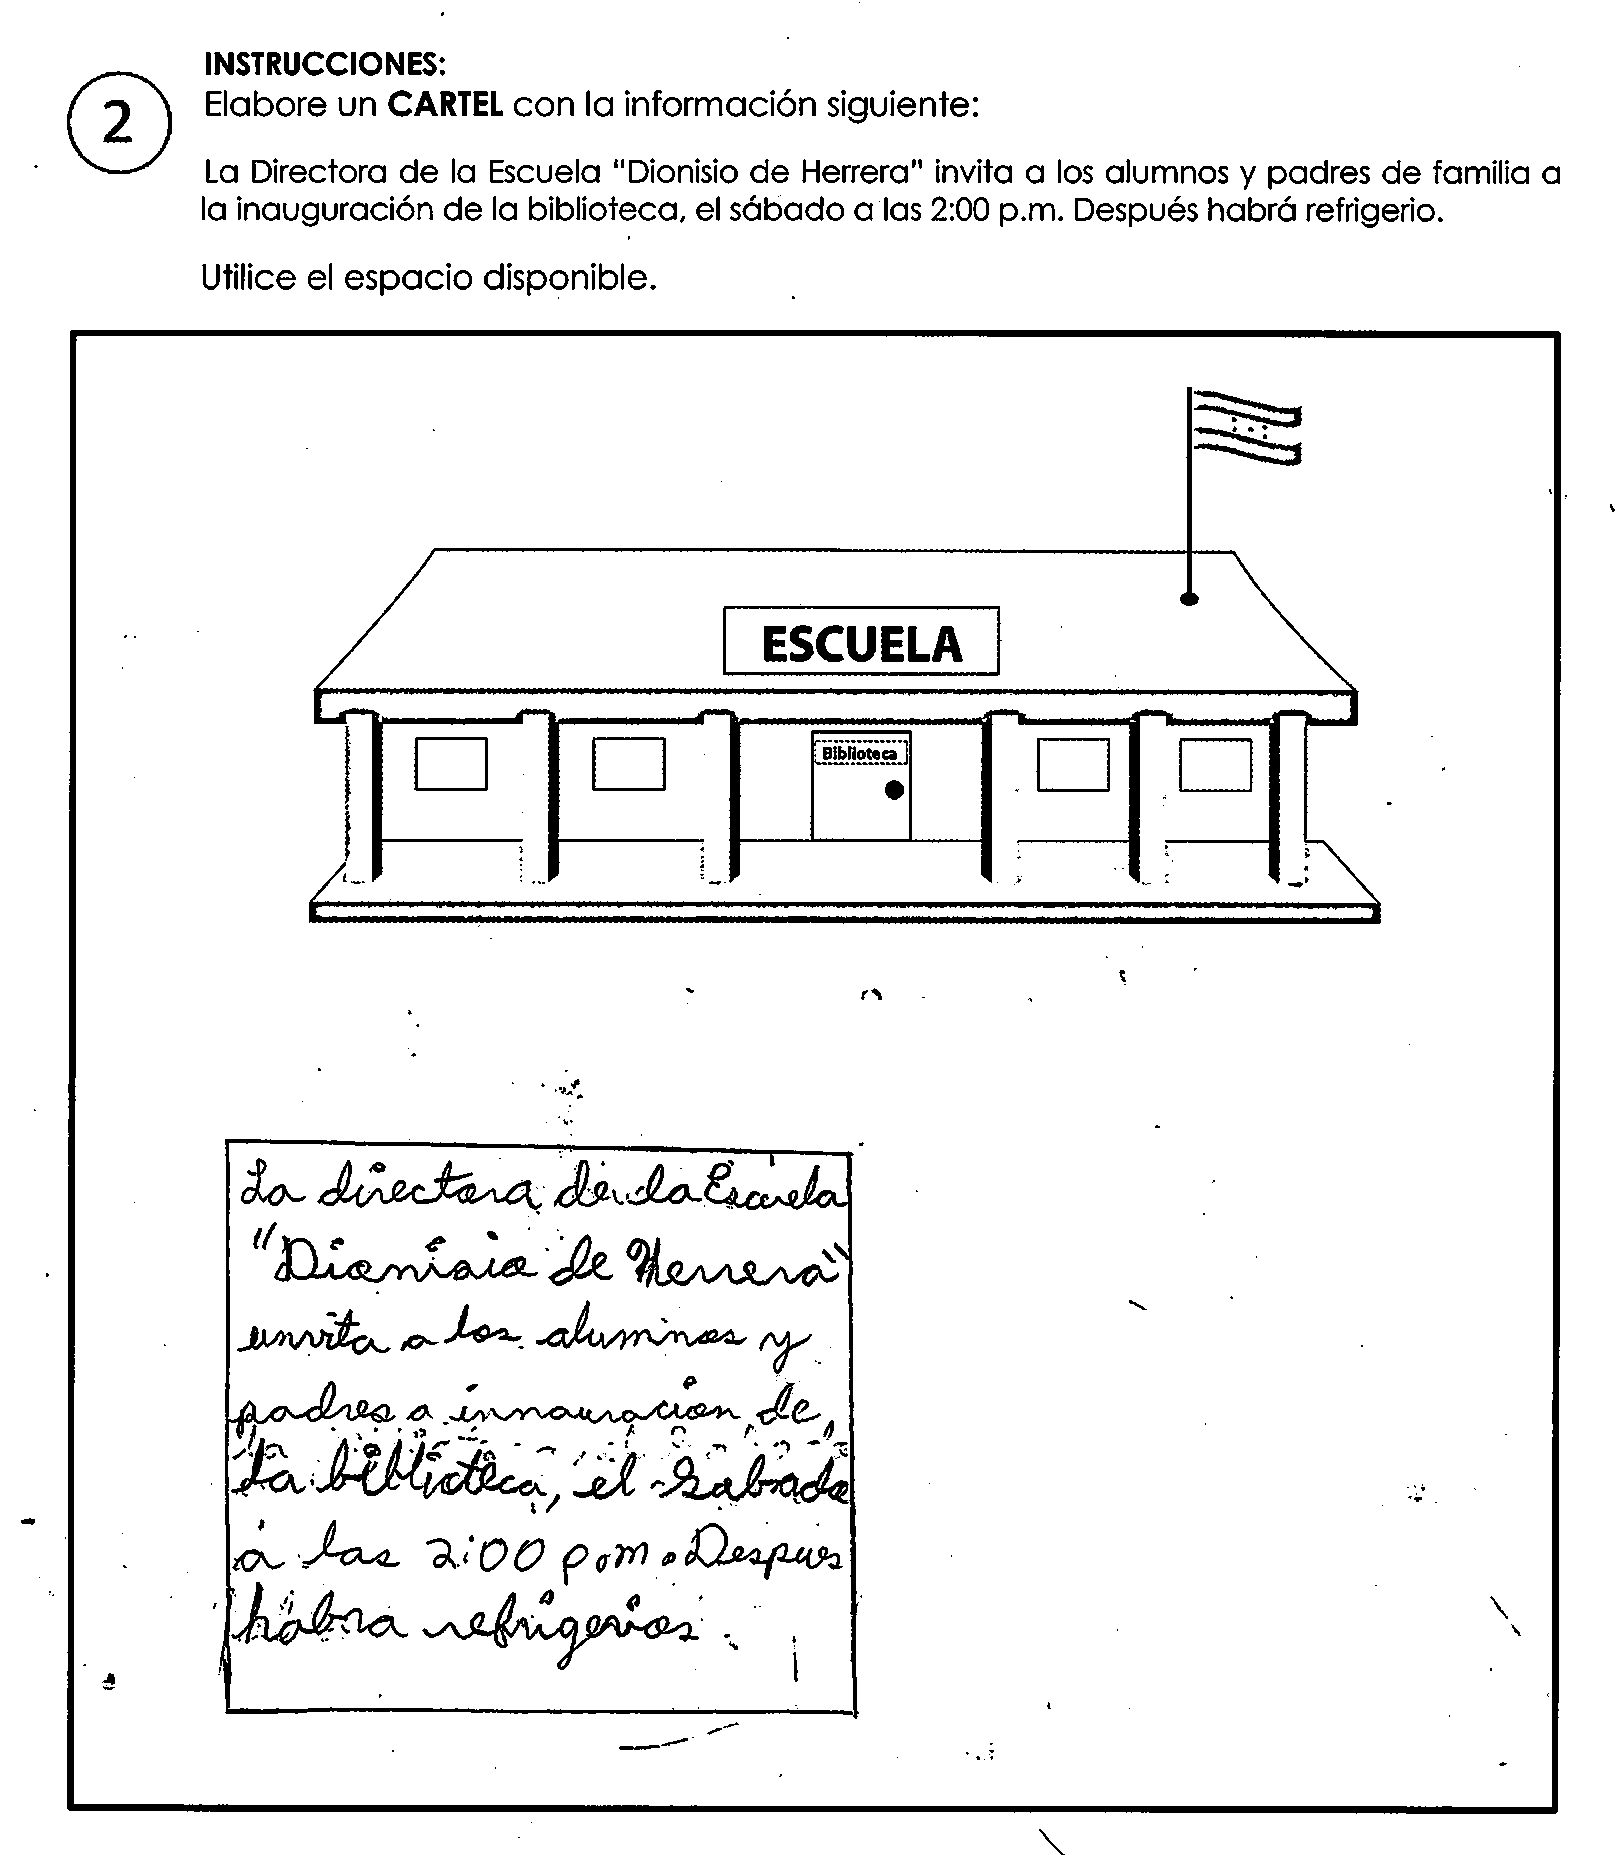 INSTRUCCIONES:
2
Elabore un CARTEL con la información siguiente:
La Directora de la Escuela "Dionisio de Herrera" invita a los alumnos y padres de familia a
la inauguración de la biblioteca, el sábado a las 2:00 p.m. Después habrá refrigerio.
Utilice el espacio disponible.
ESCUELA
Biblioteca
La directora de la Escuela
"Dionisio de Herrera"
invita a los aluminos y
padres a innauracion de
La biblioteca, el Sabado
a las 2:00 p.m. Despues
habra refrigerios